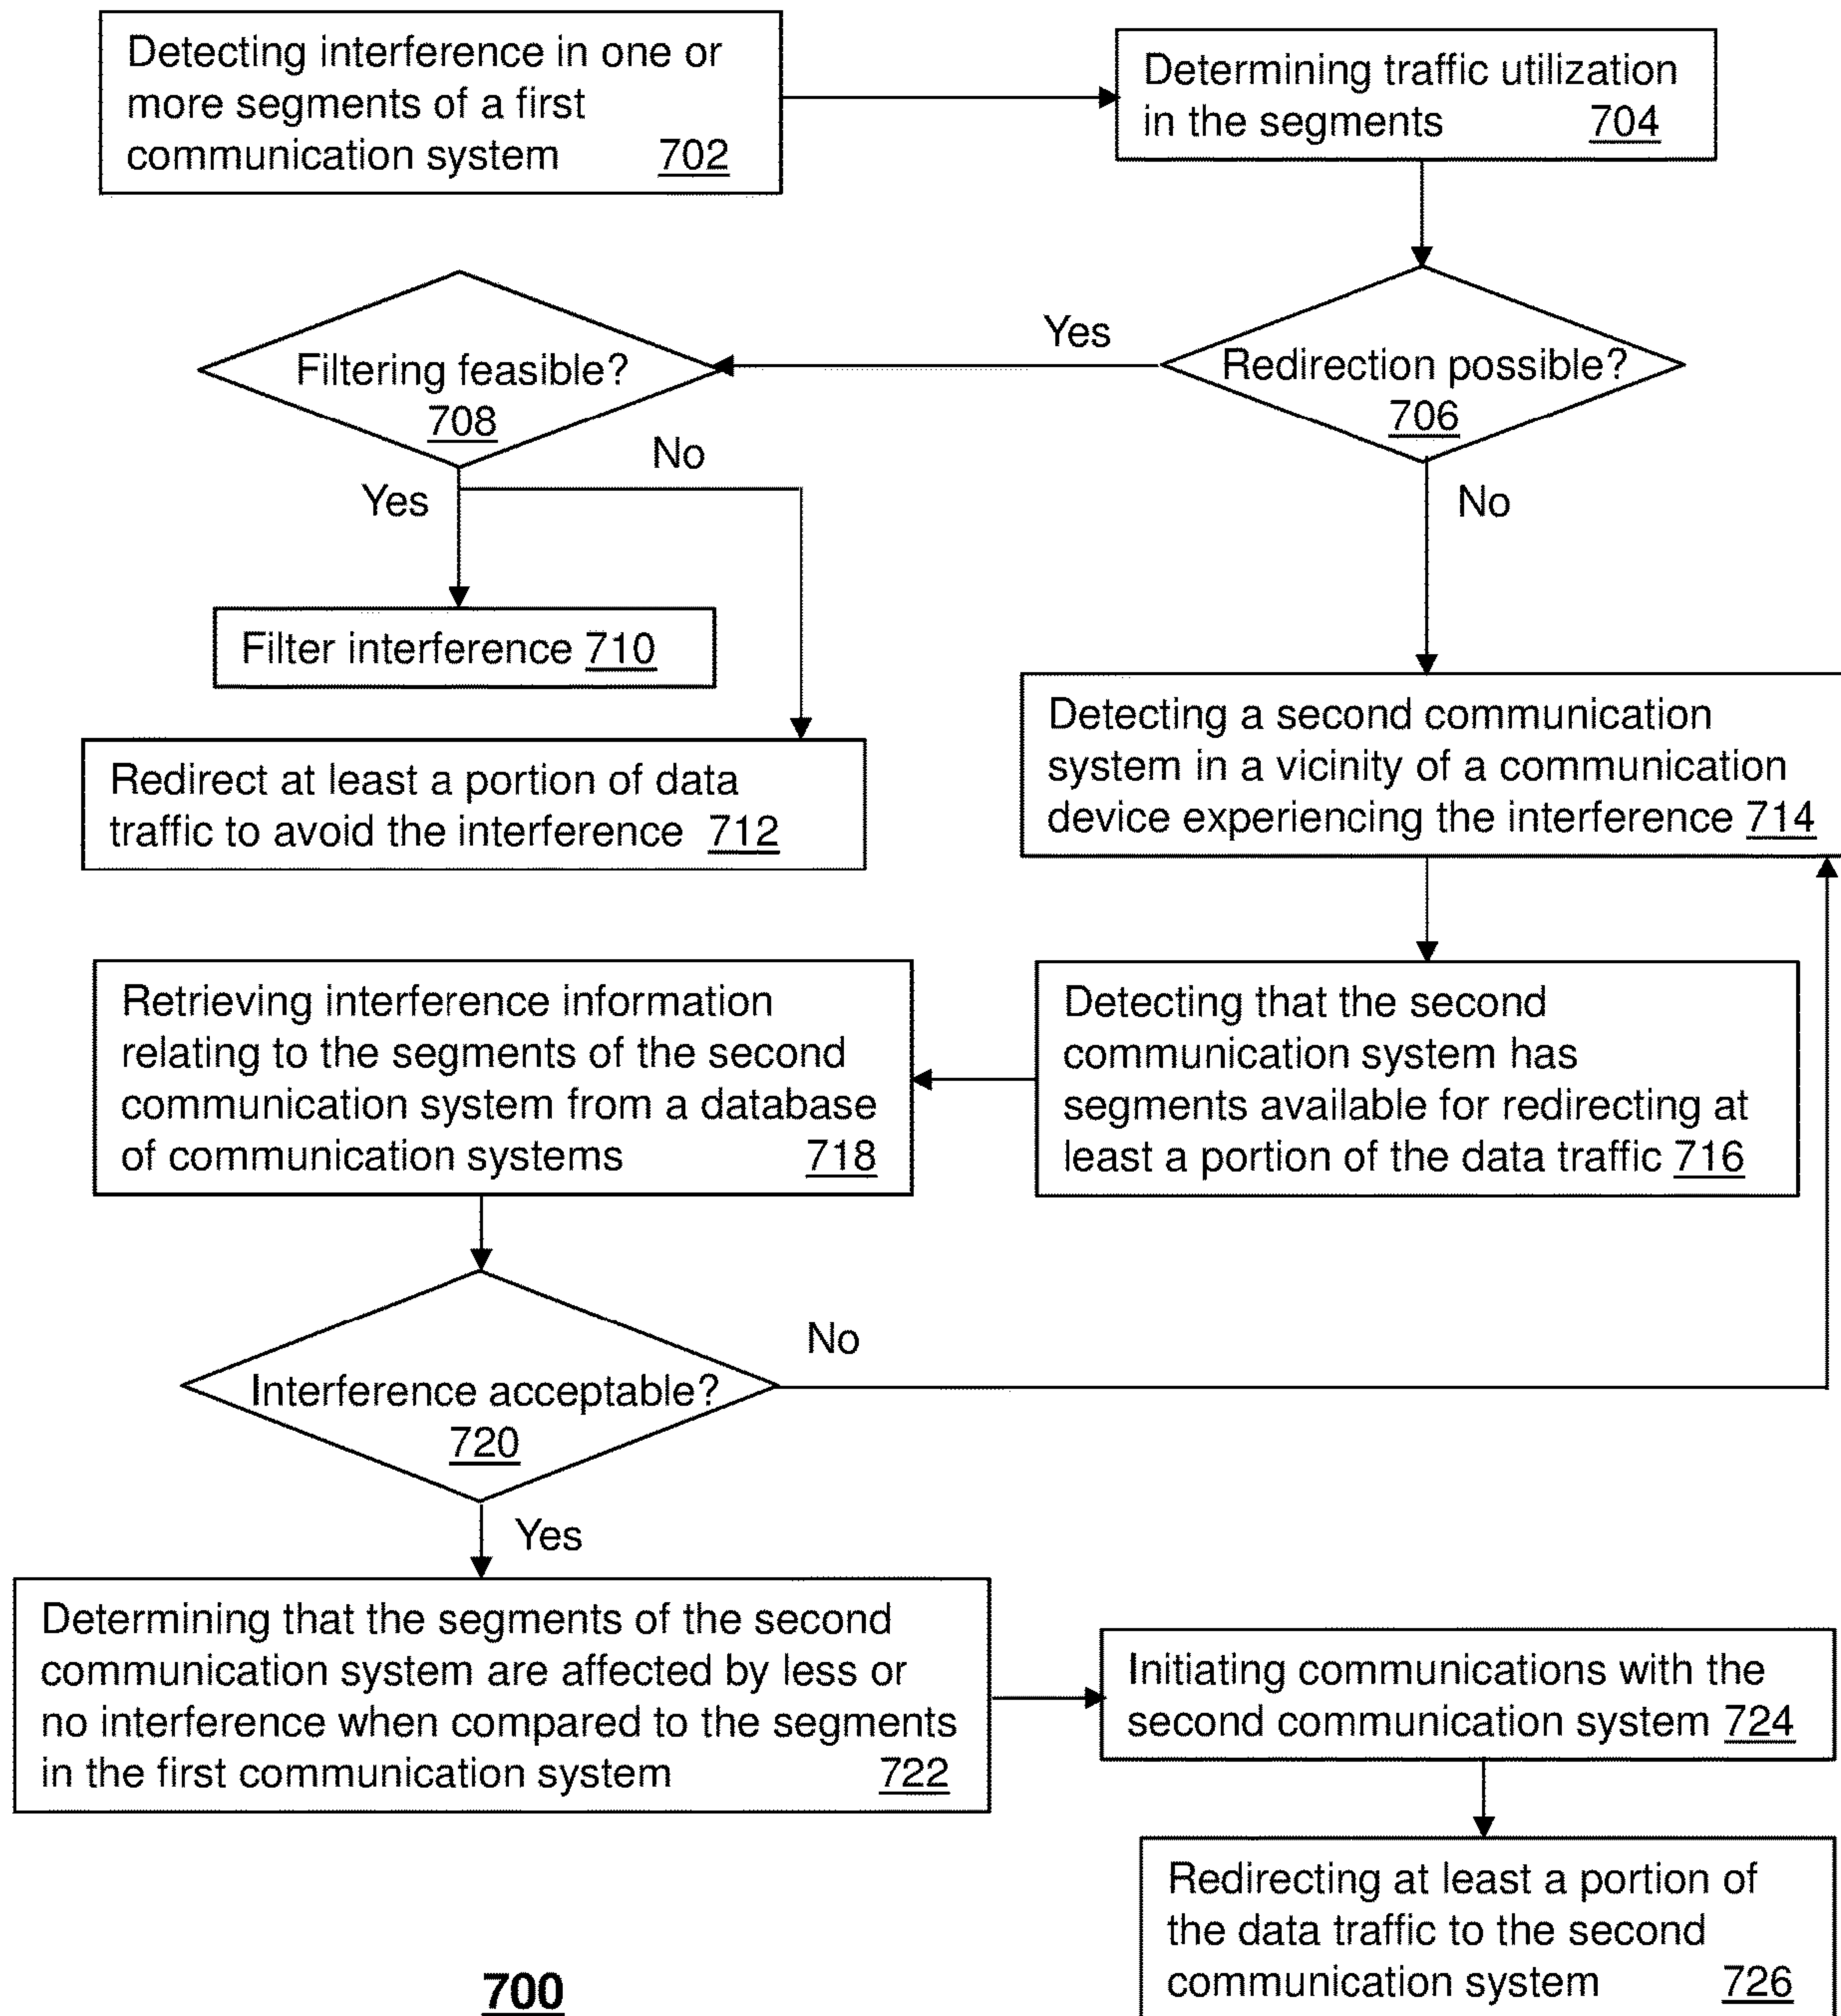 Detecting interference in one or
more segments of a first
communication system 702
Determining traffic utilization
in the segments 704
Redirection possible?
706
Yes
No
Filtering feasible?
708
No
Yes
Filter interference 710
Redirect at least a portion of data
traffic to avoid the interference 712
Detecting a second communication
system in a vicinity of a communication
device experiencing the interference 714
Detecting that the second
communication system has
segments available for redirecting at
least a portion of the data traffic 716
Retrieving interference information
relating to the segments of the second
communication system from a database
of communication systems 718
Interference acceptable?
720
No
Yes
Determining that the segments of the second
communication system are affected by less or
no interference when compared to the segments
in the first communication system 722
Initiating communications with the
second communication system 724
Redirecting at least a portion of
the data traffic to the second
communication system 726
700